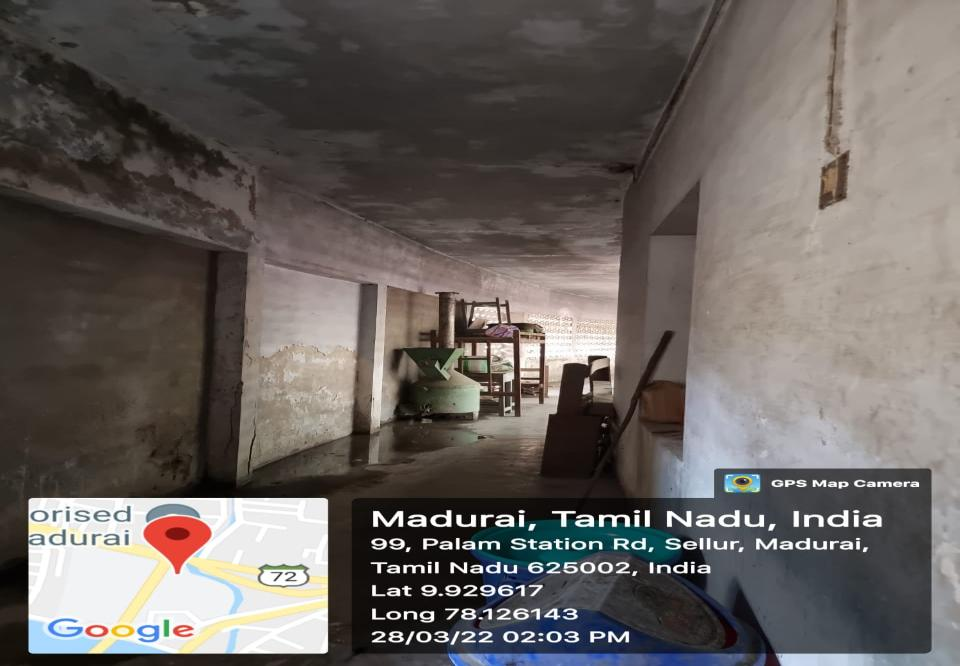 GPS Map Camera
orised
adurai
72
Google
Madurai, Tamil Nadu, India
99, Palam Station Rd, Sellur, Madurai,
Tamil Nadu 625002, India
Lat 9.929617
Long 78.126143
28/03/22 02:03 PM